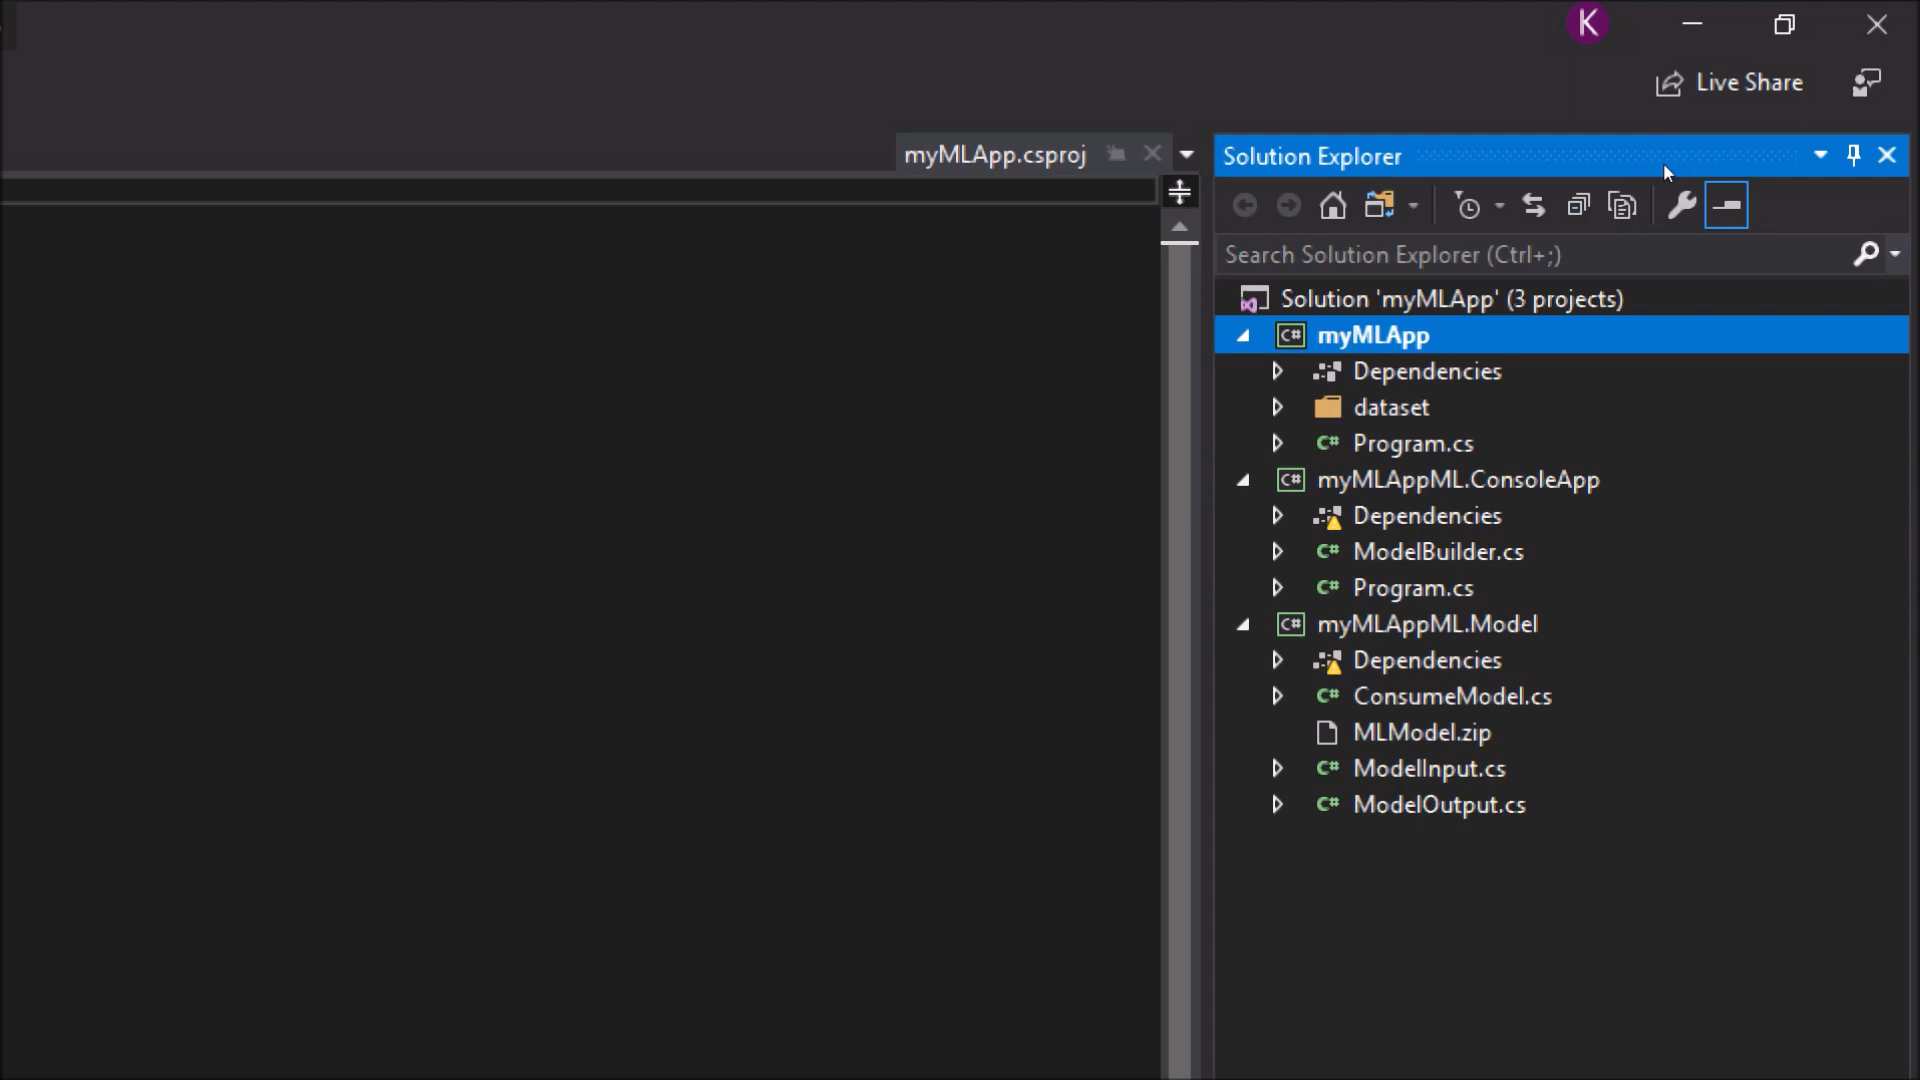 K
Live Share
myMLApp.csproj
Solution Explorer
Search Solution Explorer (Ctrl+;)
Solution 'myMLApp' (3 projects)
C# myMLApp
Dependencies
dataset
C# Program.cs
C# myMLAppML.ConsoleApp
Dependencies
C# ModelBuilder.cs
C# Program.cs
C# myMLAppML.Model
Dependencies
C# ConsumeModel.cs
MLModel.zip
C# ModelInput.cs
C# ModelOutput.cs